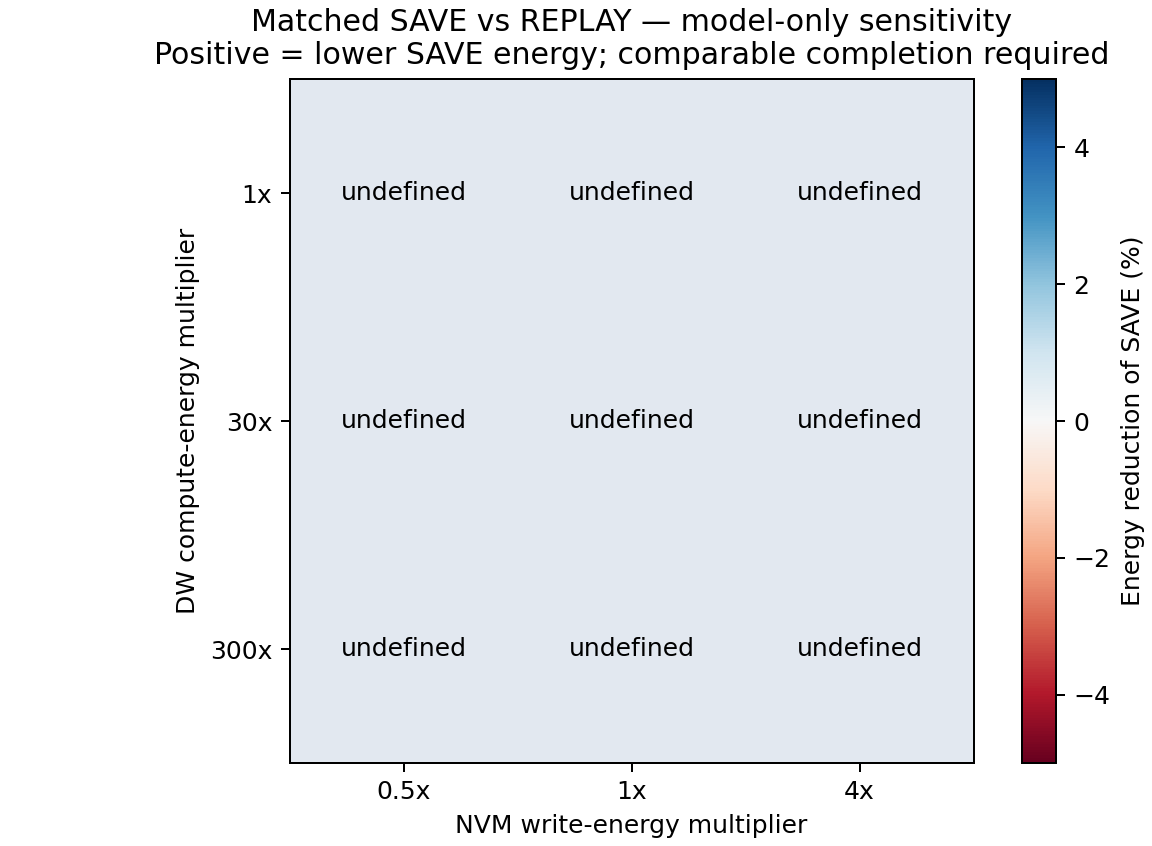 Matched SAVE vs REPLAY — model-only sensitivity
Positive = lower SAVE energy; comparable completion required
DW compute-energy multiplier
1x
undefined undefined undefined
30x
undefined undefined undefined
300x
undefined undefined undefined
0.5x 1x 4x
NVM write-energy multiplier
4
2
0
−2
−4
Energy reduction of SAVE (%)